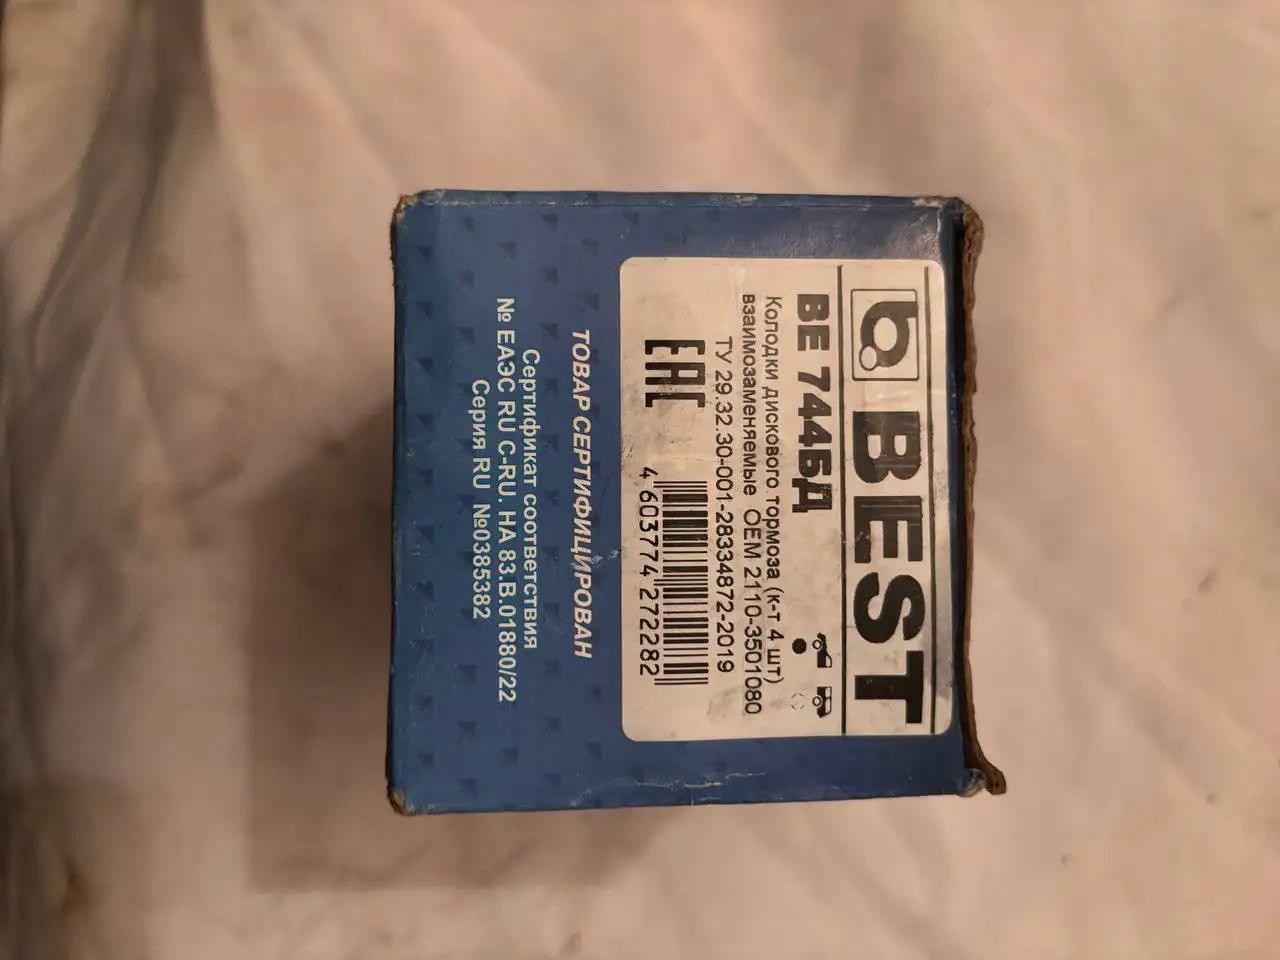 BEST
BE 744БД
Колодки дискового тормоза (к-т 4 шт)
взаимозаменяемые OEM 2110-3501080
ТУ 29.32.30-001-28334872-2019
EAC
4 603774 272282
ТОВАР СЕРТИФИЦИРОВАН
Сертификат соответствия
№ ЕАЭС RU C-RU. НА 83.В.01880/22
Серия RU №0385382